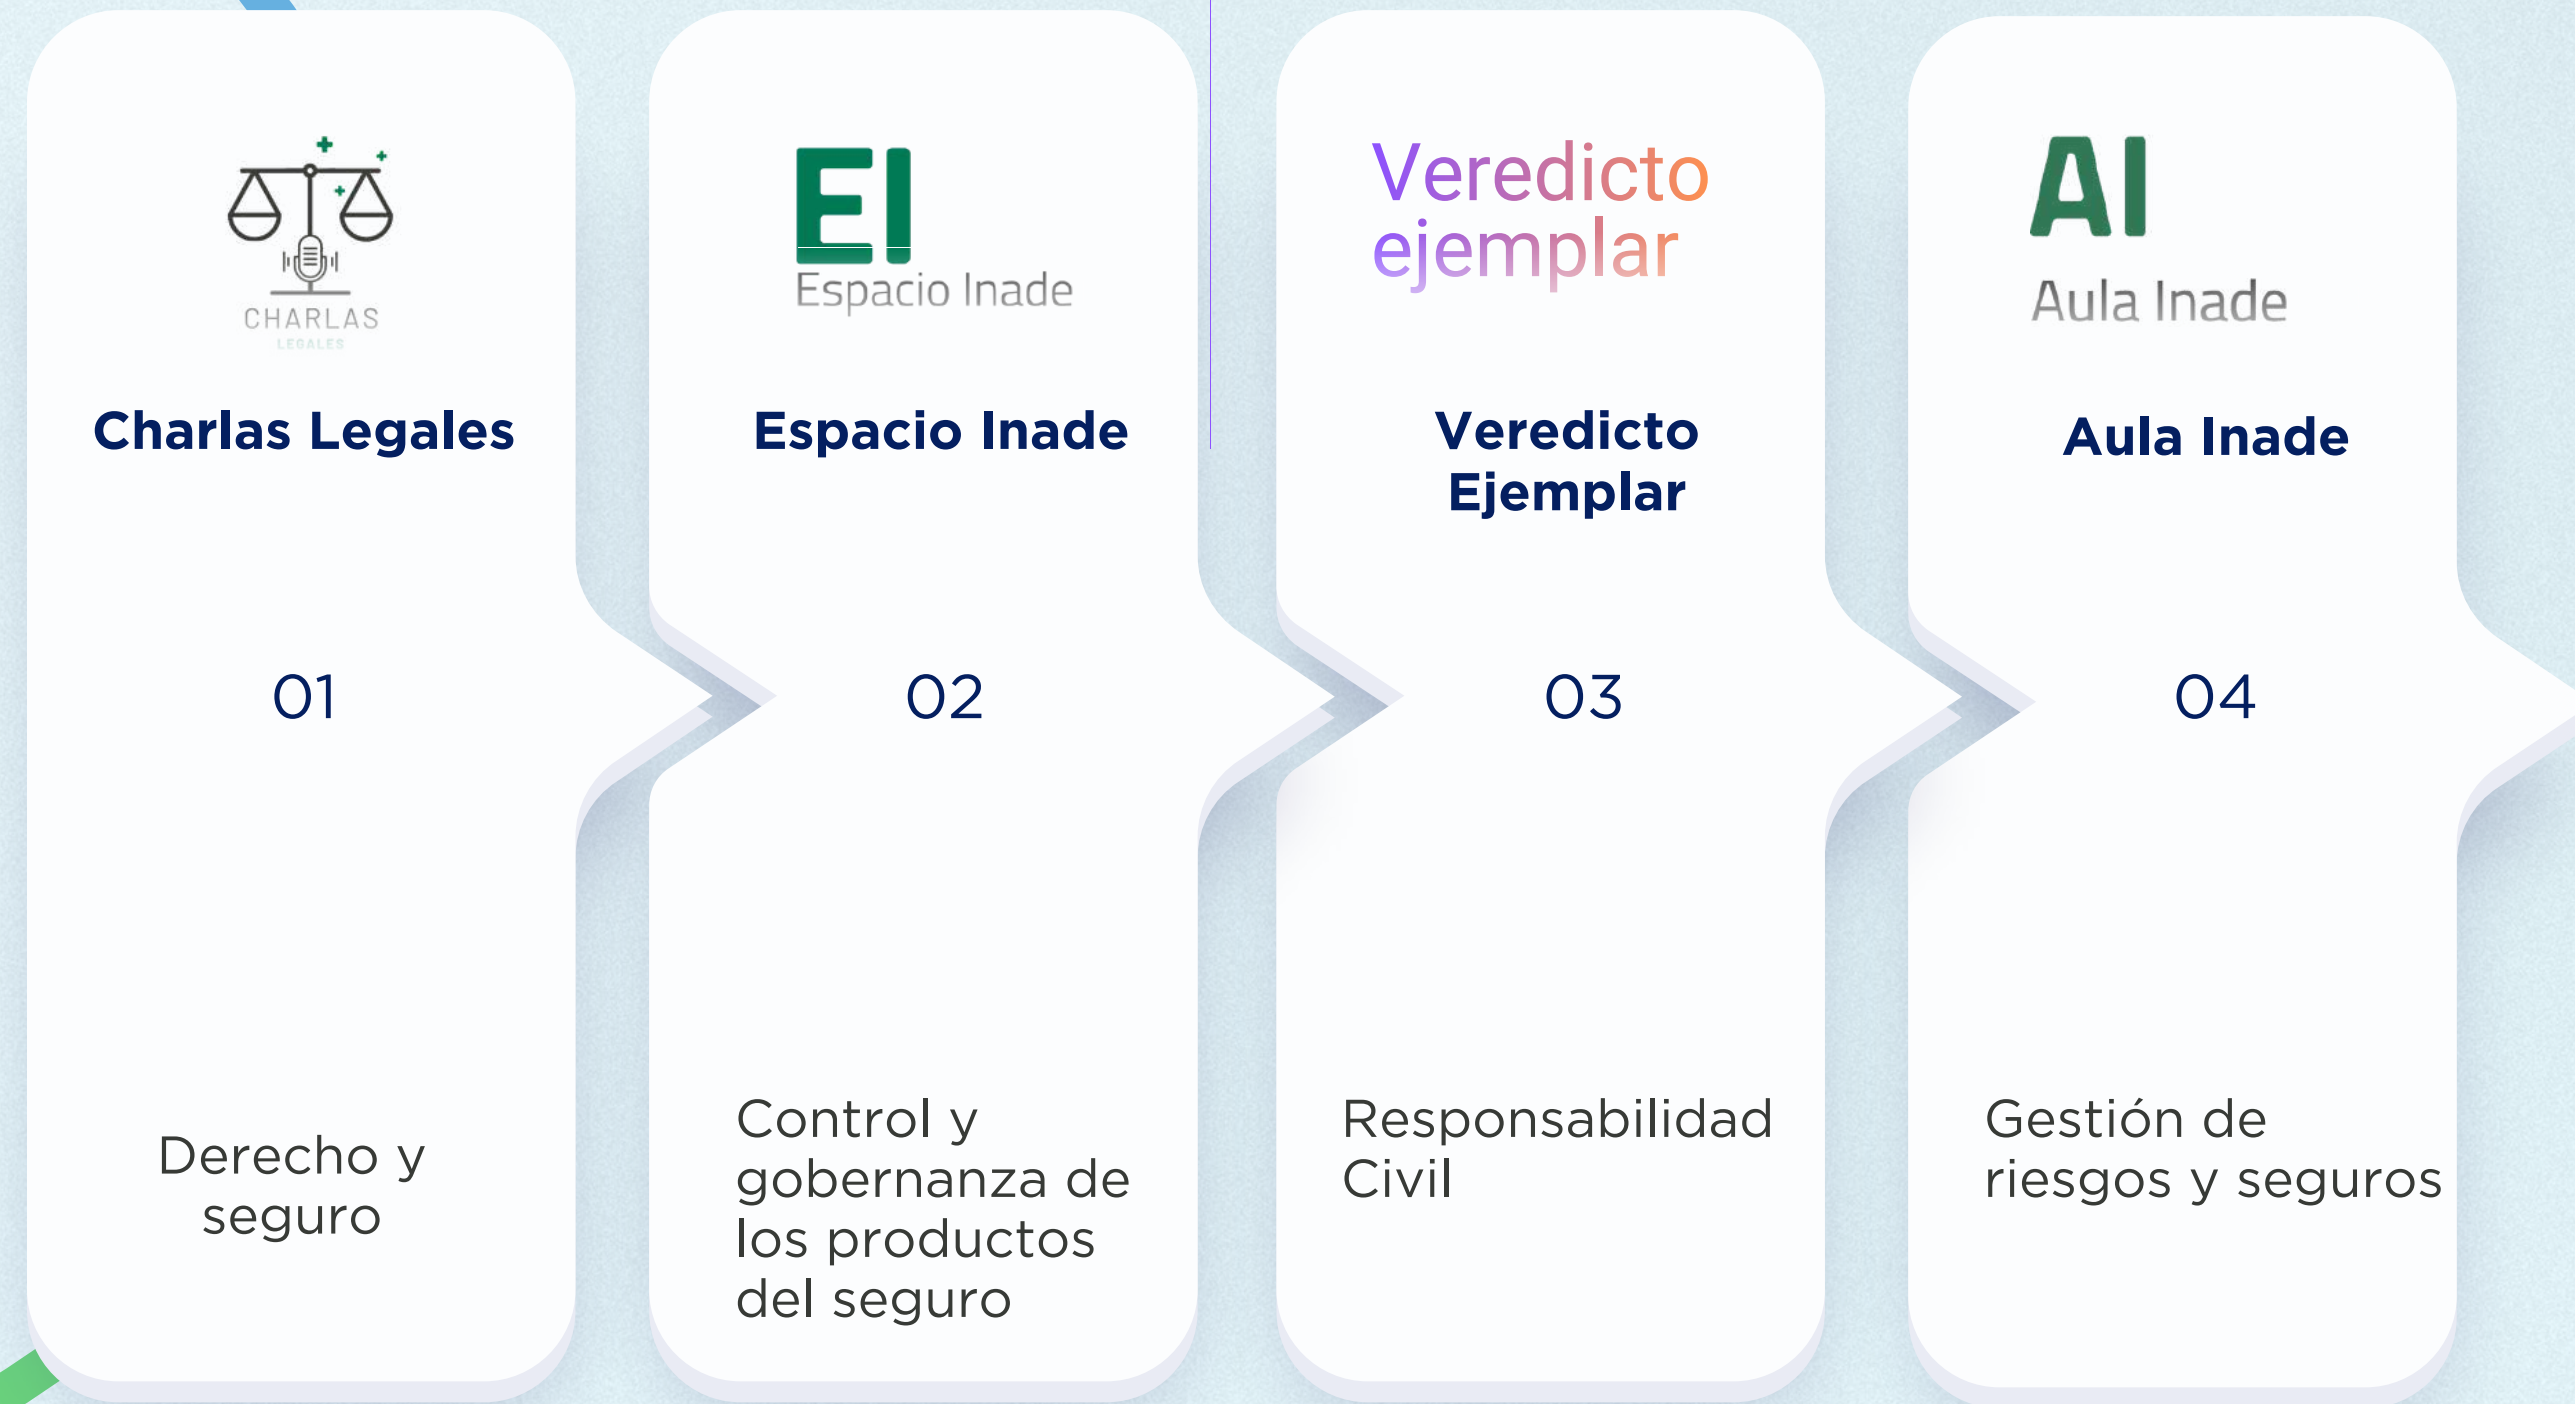 CHARLAS
LEGALES
Charlas Legales
01
Derecho y
seguro
EI
Espacio Inade
Espacio Inade
02
Control y
gobernanza de
los productos
del seguro
Veredicto
ejemplar
Veredicto
Ejemplar
03
Responsabilidad
Civil
AI
Aula Inade
Aula Inade
04
Gestión de
riesgos y seguros